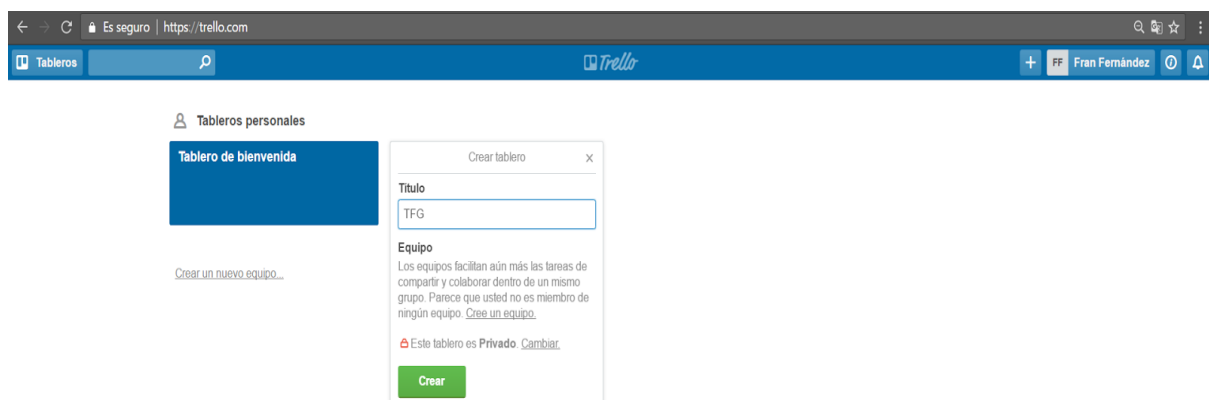 Es seguro | https://trello.com
Tableros
Trello
FF Fran Fernández
Tableros personales
Tablero de bienvenida
Crear un nuevo equipo...
Crear tablero
Título
TFG
Equipo
Los equipos facilitan aún más las tareas de
compartir y colaborar dentro de un mismo
grupo. Parece que usted no es miembro de
ningún equipo. Cree un equipo.
Este tablero es Privado. Cambiar.
Crear